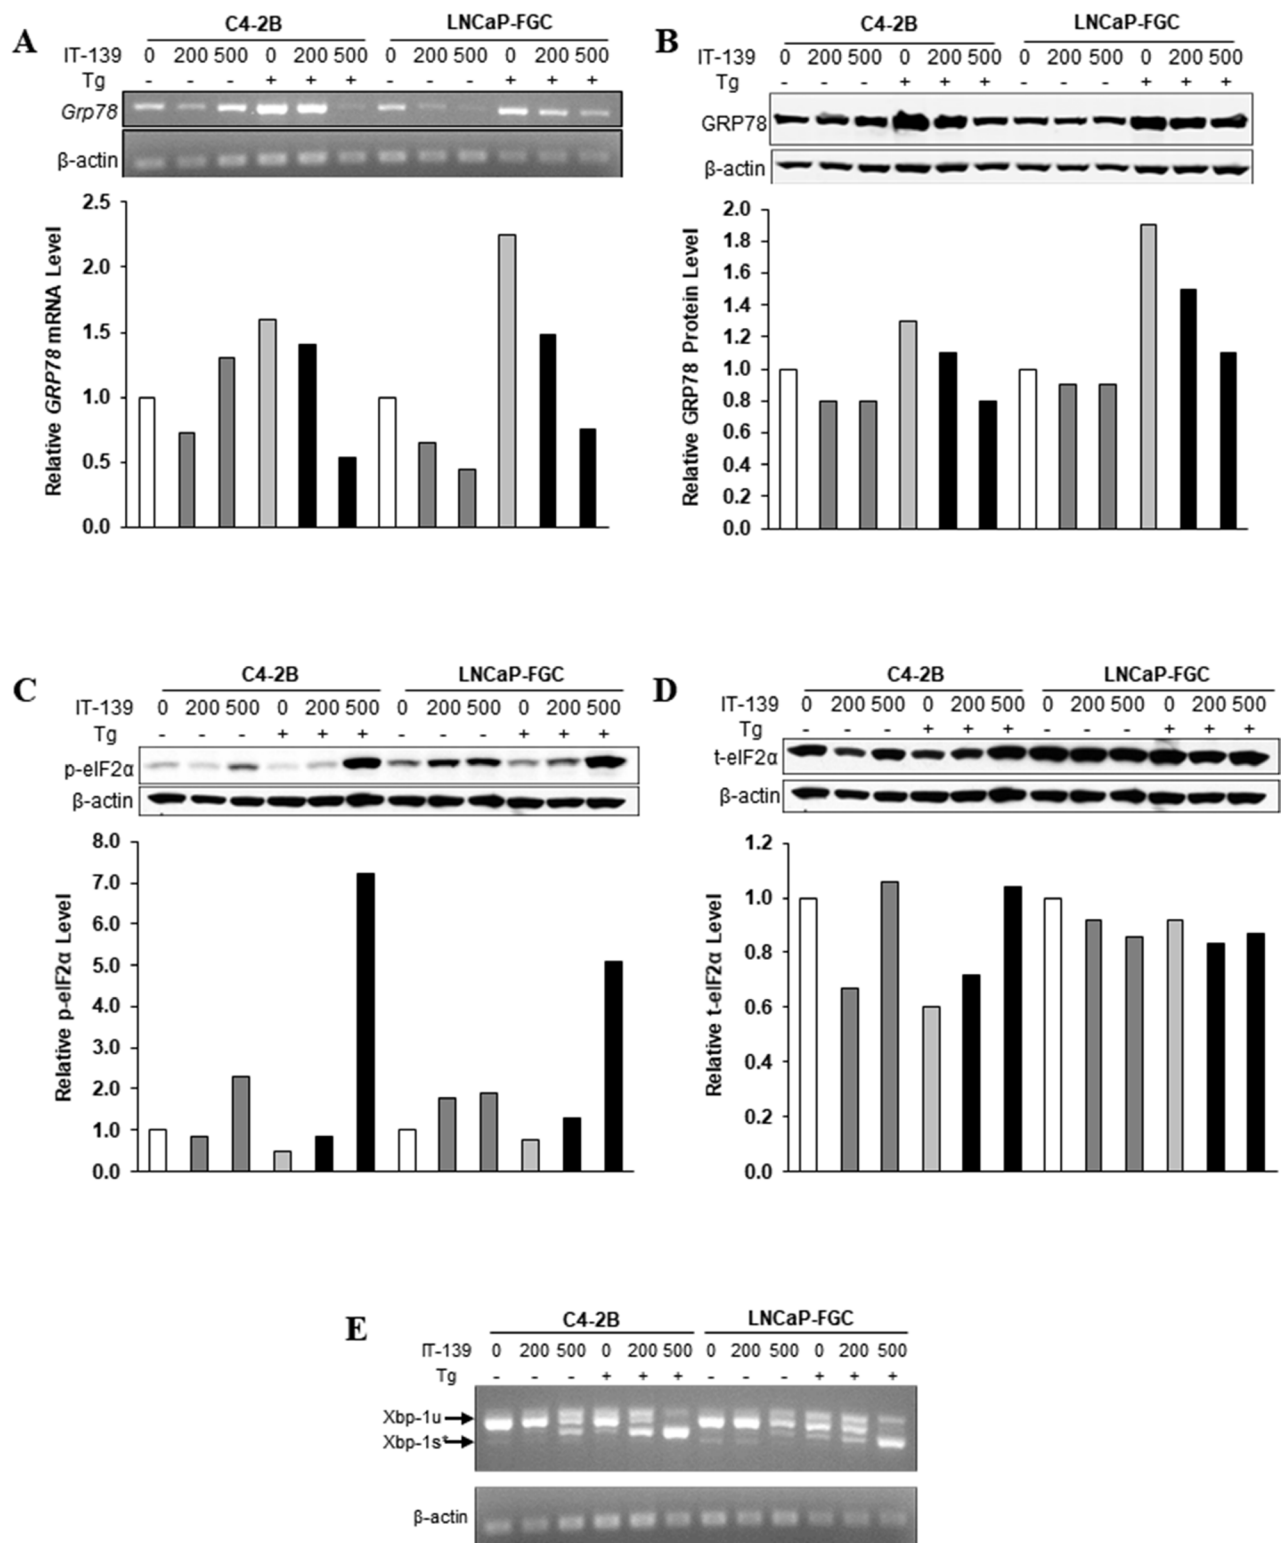 A
C4-2B LNCaP-FGC
IT-139 0 200 500 0 200 500 0 200 500 0 200 500
Tg - - - + + + - - - + + +
Grp78
β-actin
2.5
2.0
1.5
1.0
0.5
0.0
Relative GRP78 mRNA Level
B
C4-2B LNCaP-FGC
IT-139 0 200 500 0 200 500 0 200 500 0 200 500
Tg - - - + + + - - - + + +
GRP78
β-actin
2.0
1.8
1.6
1.4
1.2
1.0
0.8
0.6
0.4
0.2
0.0
Relative GRP78 Protein Level
C
C4-2B LNCaP-FGC
IT-139 0 200 500 0 200 500 0 200 500 0 200 500
Tg - - - + + + - - - + + +
p-eIF2α
β-actin
8.0
7.0
6.0
5.0
4.0
3.0
2.0
1.0
0.0
Relative p-eIF2α Level
D
C4-2B LNCaP-FGC
IT-139 0 200 500 0 200 500 0 200 500 0 200 500
Tg - - - + + + - - - + + +
t-eIF2α
β-actin
1.2
1.0
0.8
0.6
0.4
0.2
0.0
Relative t-eIF2α Level
E
C4-2B LNCaP-FGC
IT-139 0 200 500 0 200 500 0 200 500 0 200 500
Tg - - - + + + - - - + + +
Xbp-1u
Xbp-1s*
β-actin